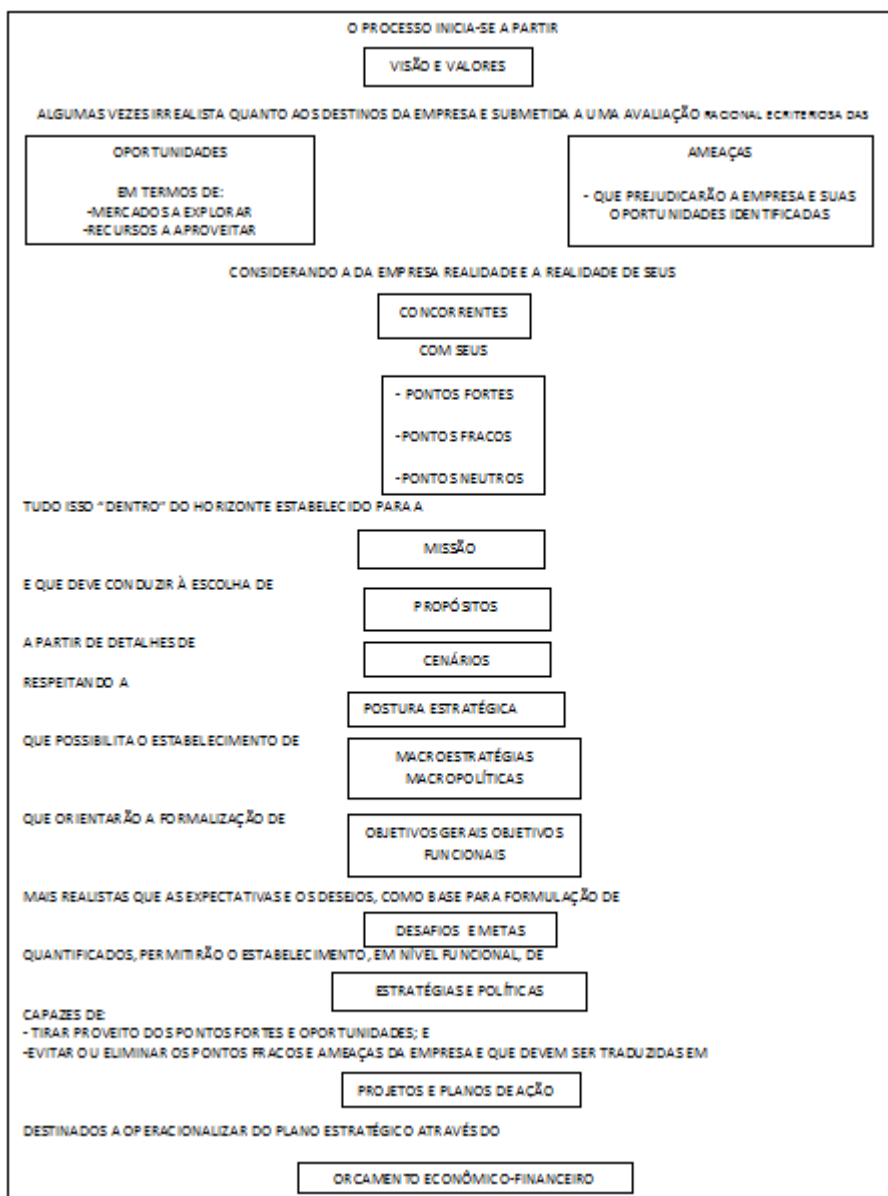 O PROCESSO INICIA-SE A PARTIR
VISÃO E VALORES
ALGUMAS VEZES IRREALISTA QUANTO AOS DESTINOS DA EMPRESA E SUBMETIDA A UMA AVALIAÇÃO RACIONAL E CRITERIOSA DAS
OPORTUNIDADES
EM TERMOS DE:
-MERCADOS A EXPLORAR
-RECURSOS A APROVEITAR
AMEAÇAS
- QUE PREJUDICARÃO A EMPRESA E SUAS
OPORTUNIDADES IDENTIFICADAS
CONSIDERANDO A DA EMPRESA REALIDADE E A REALIDADE DE SEUS
CONCORRENTES
COM SEUS
- PONTOS FORTES
-PONTOS FRACOS
-PONTOS NEUTROS
TUDO ISSO "DENTRO" DO HORIZONTE ESTABELECIDO PARA A
MISSÃO
E QUE DEVE CONDUZIR À ESCOLHA DE
PROPÓSITOS
A PARTIR DE DETALHES DE
CENÁRIOS
RESPEITANDO A
POSTURA ESTRATÉGICA
QUE POSSIBILITA O ESTABELECIMENTO DE
MACROESTRATÉGIAS
MACROPOLÍTICAS
QUE ORIENTARÃO A FORMALIZAÇÃO DE
OBJETIVOS GERAIS OBJETIVOS
FUNCIONAIS
MAIS REALISTAS QUE AS EXPECTATIVAS E OS DESEJOS, COMO BASE PARA FORMULAÇÃO DE
DESAFIOS E METAS
QUANTIFICADOS, PERMITIRÃO O ESTABELECIMENTO, EM NÍVEL FUNCIONAL, DE
ESTRATÉGIAS E POLÍTICAS
CAPAZES DE:
- TIRAR PROVEITO DOS PONTOS FORTES E OPORTUNIDADES; E
-EVITAR OU ELIMINAR OS PONTOS FRACOS E AMEAÇAS DA EMPRESA E QUE DEVEM SER TRADUZIDAS EM
PROJETOS E PLANOS DE AÇÃO
DESTINADOS A OPERACIONALIZAR DO PLANO ESTRATÉGICO ATRAVÉS DO
ORCAMENTO ECONÔMICO-FINANCEIRO